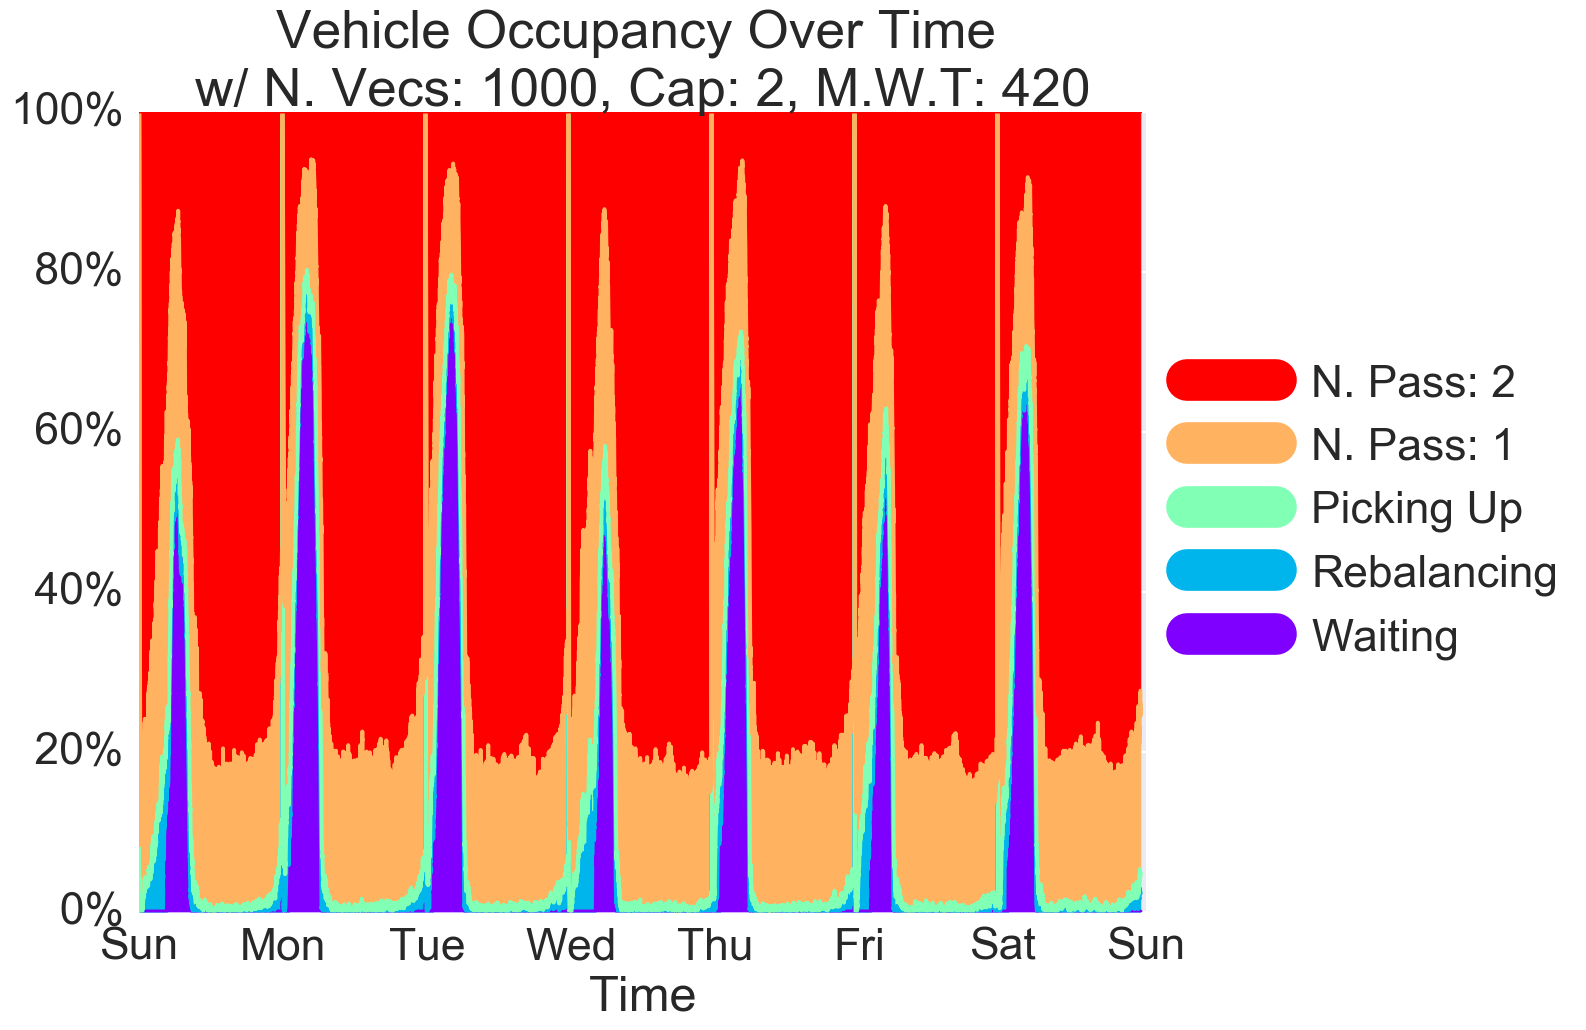 Vehicle Occupancy Over Time
w/ N. Vecs: 1000, Cap: 2, M.W.T: 420
100%
80%
60%
40%
20%
0%
Sun Mon Tue Wed Thu Fri Sat Sun
Time
N. Pass: 2
N. Pass: 1
Picking Up
Rebalancing
Waiting